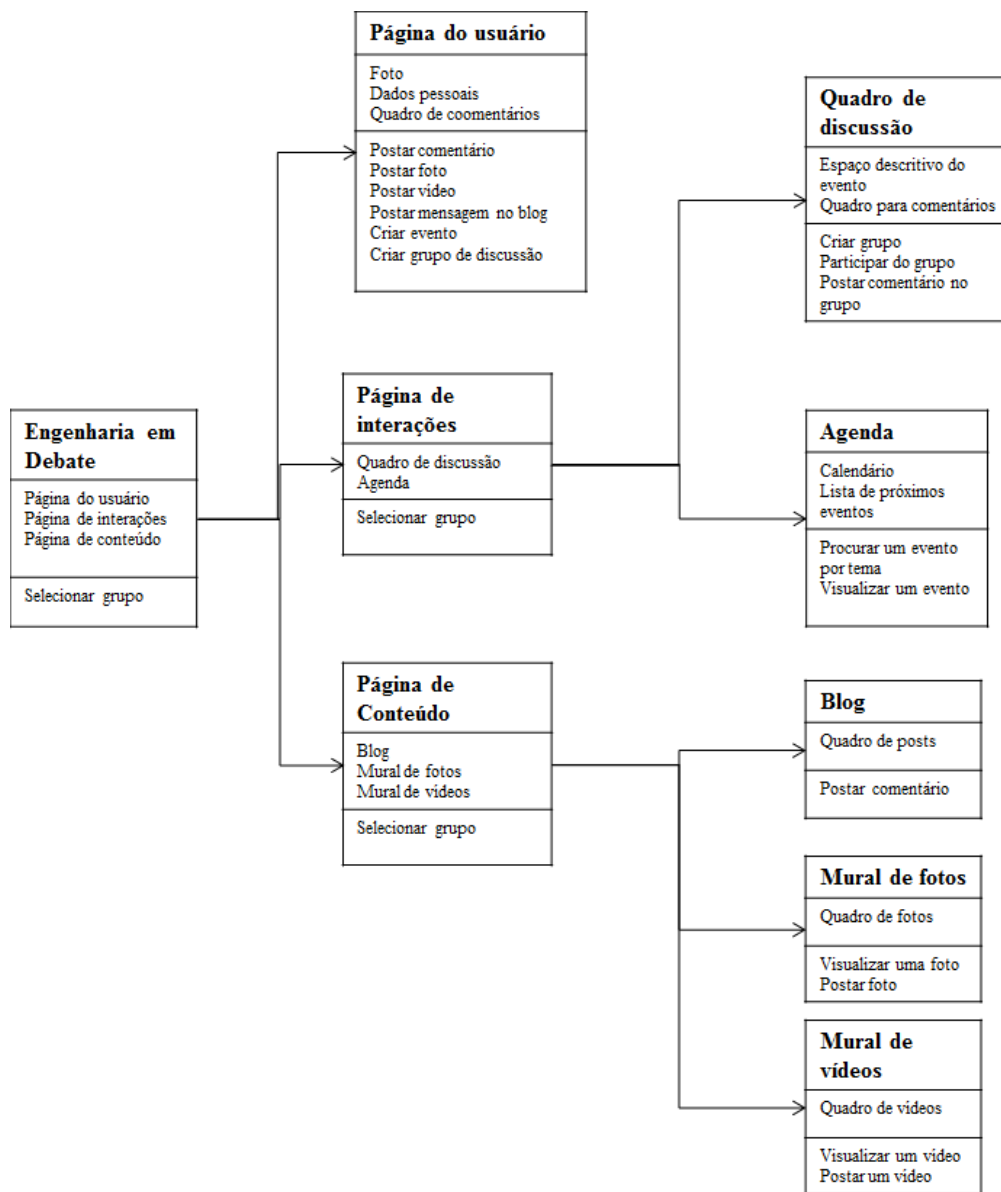 Página do usuário
Foto
Dados pessoais
Quadro de coomentários
Postar comentário
Postar foto
Postar vídeo
Postar mensagem no blog
Criar evento
Criar grupo de discussão
Quadro de
discussão
Espaço descritivo do
evento
Quadro para comentários
Criar grupo
Participar do grupo
Postar comentário no
grupo
Engenharia em
Debate
Página do usuário
Página de interações
Página de conteúdo
Selecionar grupo
Página de
interações
Quadro de discussão
Agenda
Selecionar grupo
Agenda
Calendário
Lista de próximos
eventos
Procurar um evento
por tema
Visualizar um evento
Página de
Conteúdo
Blog
Mural de fotos
Mural de vídeos
Selecionar grupo
Blog
Quadro de posts
Postar comentário
Mural de fotos
Quadro de fotos
Visualizar uma foto
Postar foto
Mural de
vídeos
Quadro de vídeos
Visualizar um vídeo
Postar um vídeo